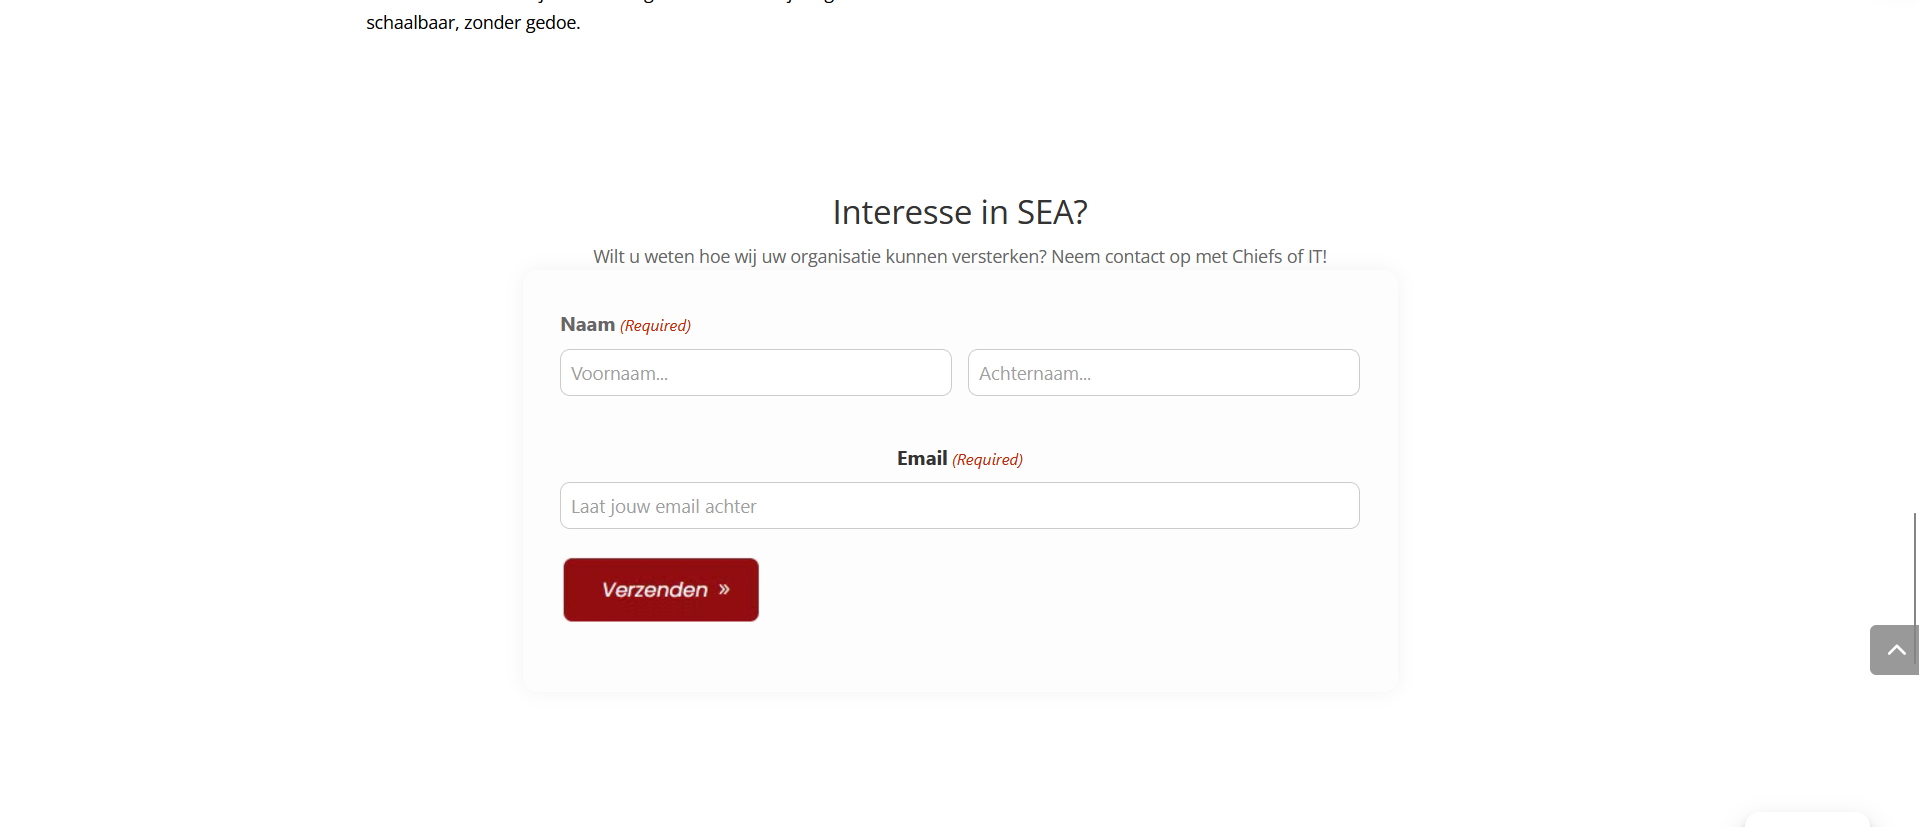 schaalbaar, zonder gedoe.
Interesse in SEA?
Wilt u weten hoe wij uw organisatie kunnen versterken? Neem contact op met Chiefs of IT!
Naam (Required)
Voornaam...
Achternaam...
Email (Required)
Laat jouw email achter
Verzenden »